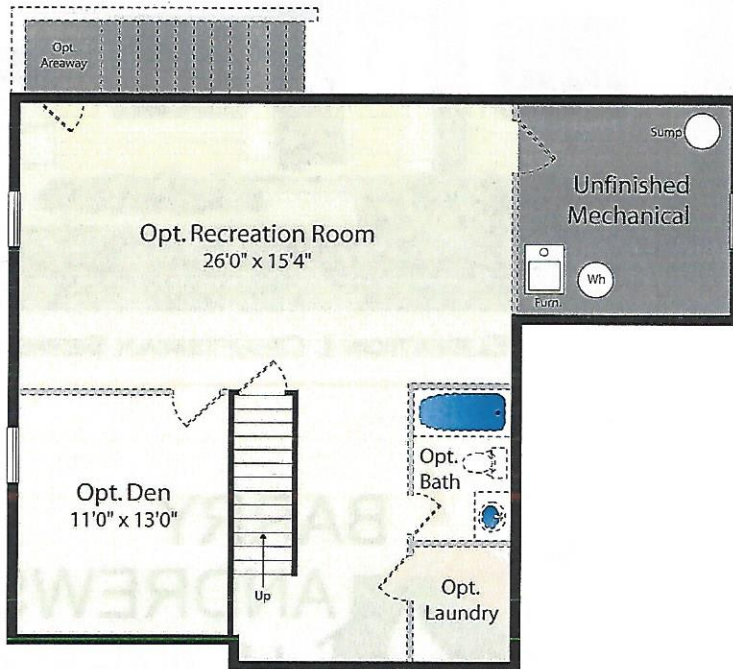 Opt.
Areaway
Sump
Unfinished
Mechanical
Opt. Recreation Room
26'0" x 15'4"
Wh
Furn.
Opt. Den
11'0" x 13'0"
Opt.
Bath
Up
Opt.
Laundry